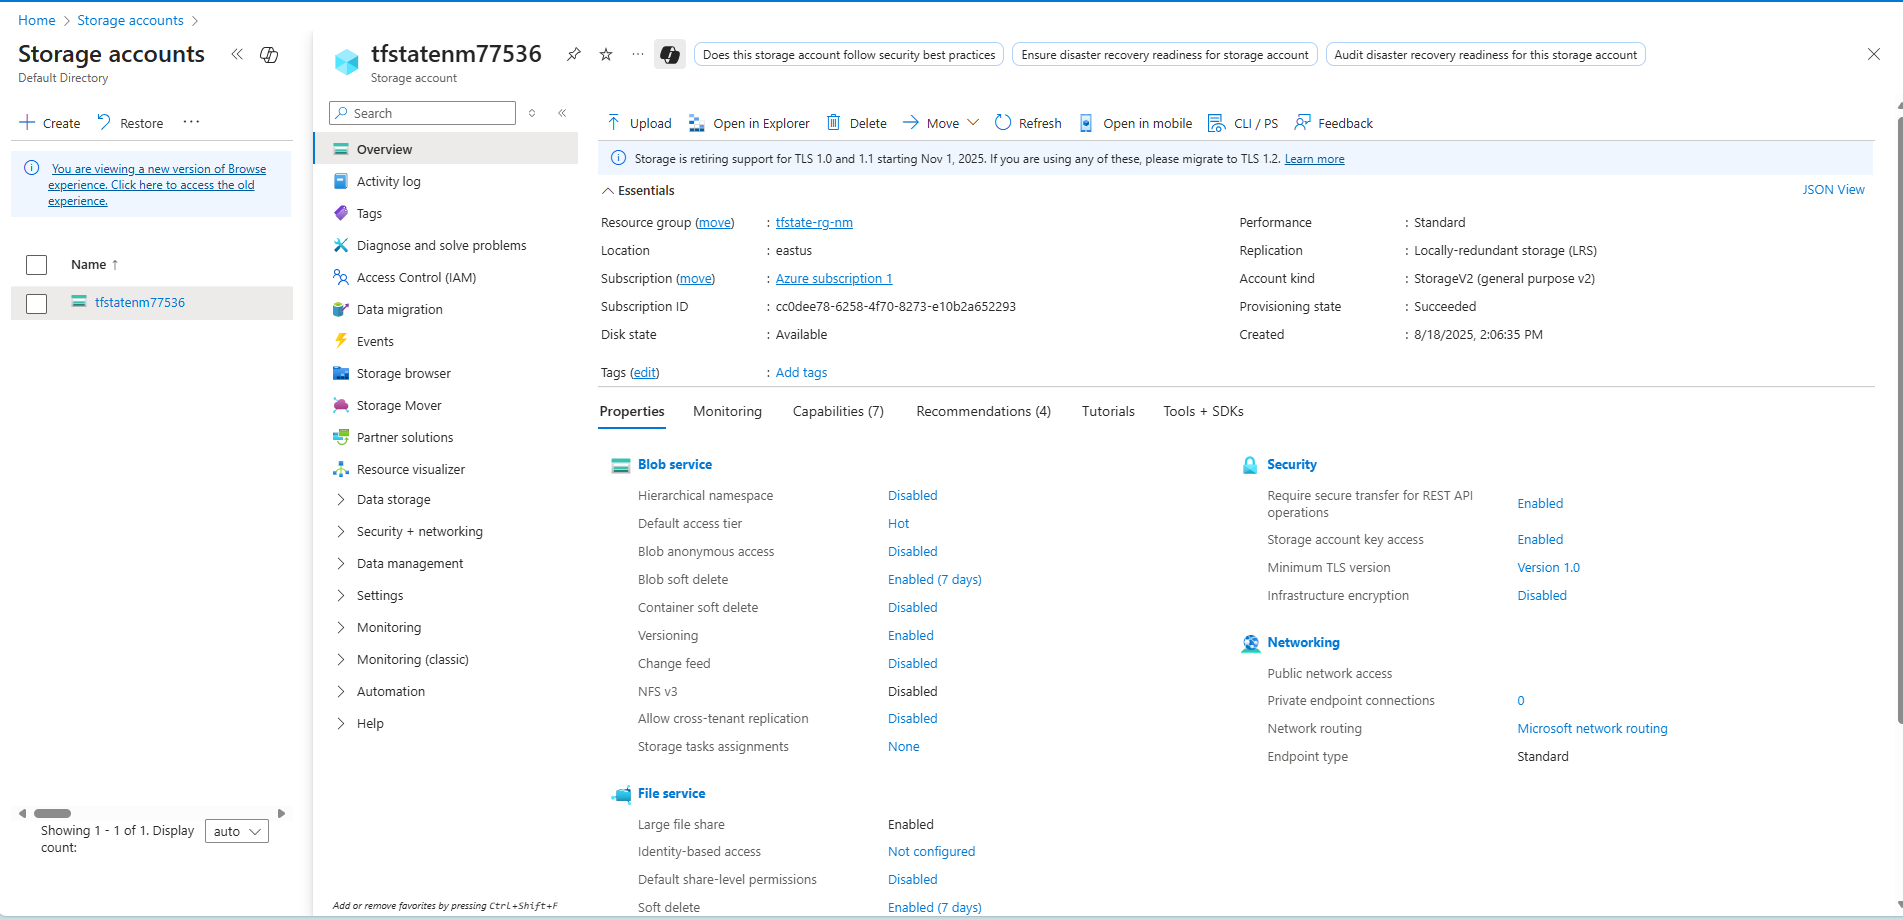 Home > Storage accounts >
Storage accounts
Default Directory
Create Restore ...
You are viewing a new version of Browse
experience. Click here to access the old
experience.
Name ↑
tfstatenm77536
Showing 1 - 1 of 1. Display
count:
auto
tfstatenm77536
Storage account
...
Does this storage account follow security best practices
Ensure disaster recovery readiness for storage account
Audit disaster recovery readiness for this storage account
Search
Overview
Activity log
Tags
Diagnose and solve problems
Access Control (IAM)
Data migration
Events
Storage browser
Storage Mover
Partner solutions
Resource visualizer
Data storage
Security + networking
Data management
Settings
Monitoring
Monitoring (classic)
Automation
Help
Add or remove favorites by pressing Ctrl+Shift+F
Upload Open in Explorer Delete Move Refresh Open in mobile CLI / PS Feedback
Storage is retiring support for TLS 1.0 and 1.1 starting Nov 1, 2025. If you are using any of these, please migrate to TLS 1.2. Learn more
Essentials
JSON View
Resource group (move) : tfstate-rg-nm
Location : eastus
Subscription (move) : Azure subscription 1
Subscription ID : cc0dee78-6258-4f70-8273-e10b2a652293
Disk state : Available
Performance : Standard
Replication : Locally-redundant storage (LRS)
Account kind : StorageV2 (general purpose v2)
Provisioning state : Succeeded
Created : 8/18/2025, 2:06:35 PM
Tags (edit) : Add tags
Properties Monitoring Capabilities (7) Recommendations (4) Tutorials Tools + SDKs
Blob service
Hierarchical namespace Disabled
Default access tier Hot
Blob anonymous access Disabled
Blob soft delete Enabled (7 days)
Container soft delete Disabled
Versioning Enabled
Change feed Disabled
NFS v3 Disabled
Allow cross-tenant replication Disabled
Storage tasks assignments None
File service
Large file share Enabled
Identity-based access Not configured
Default share-level permissions Disabled
Soft delete Enabled (7 days)
Security
Require secure transfer for REST API
operations Enabled
Storage account key access Enabled
Minimum TLS version Version 1.0
Infrastructure encryption Disabled
Networking
Public network access
Private endpoint connections 0
Network routing Microsoft network routing
Endpoint type Standard